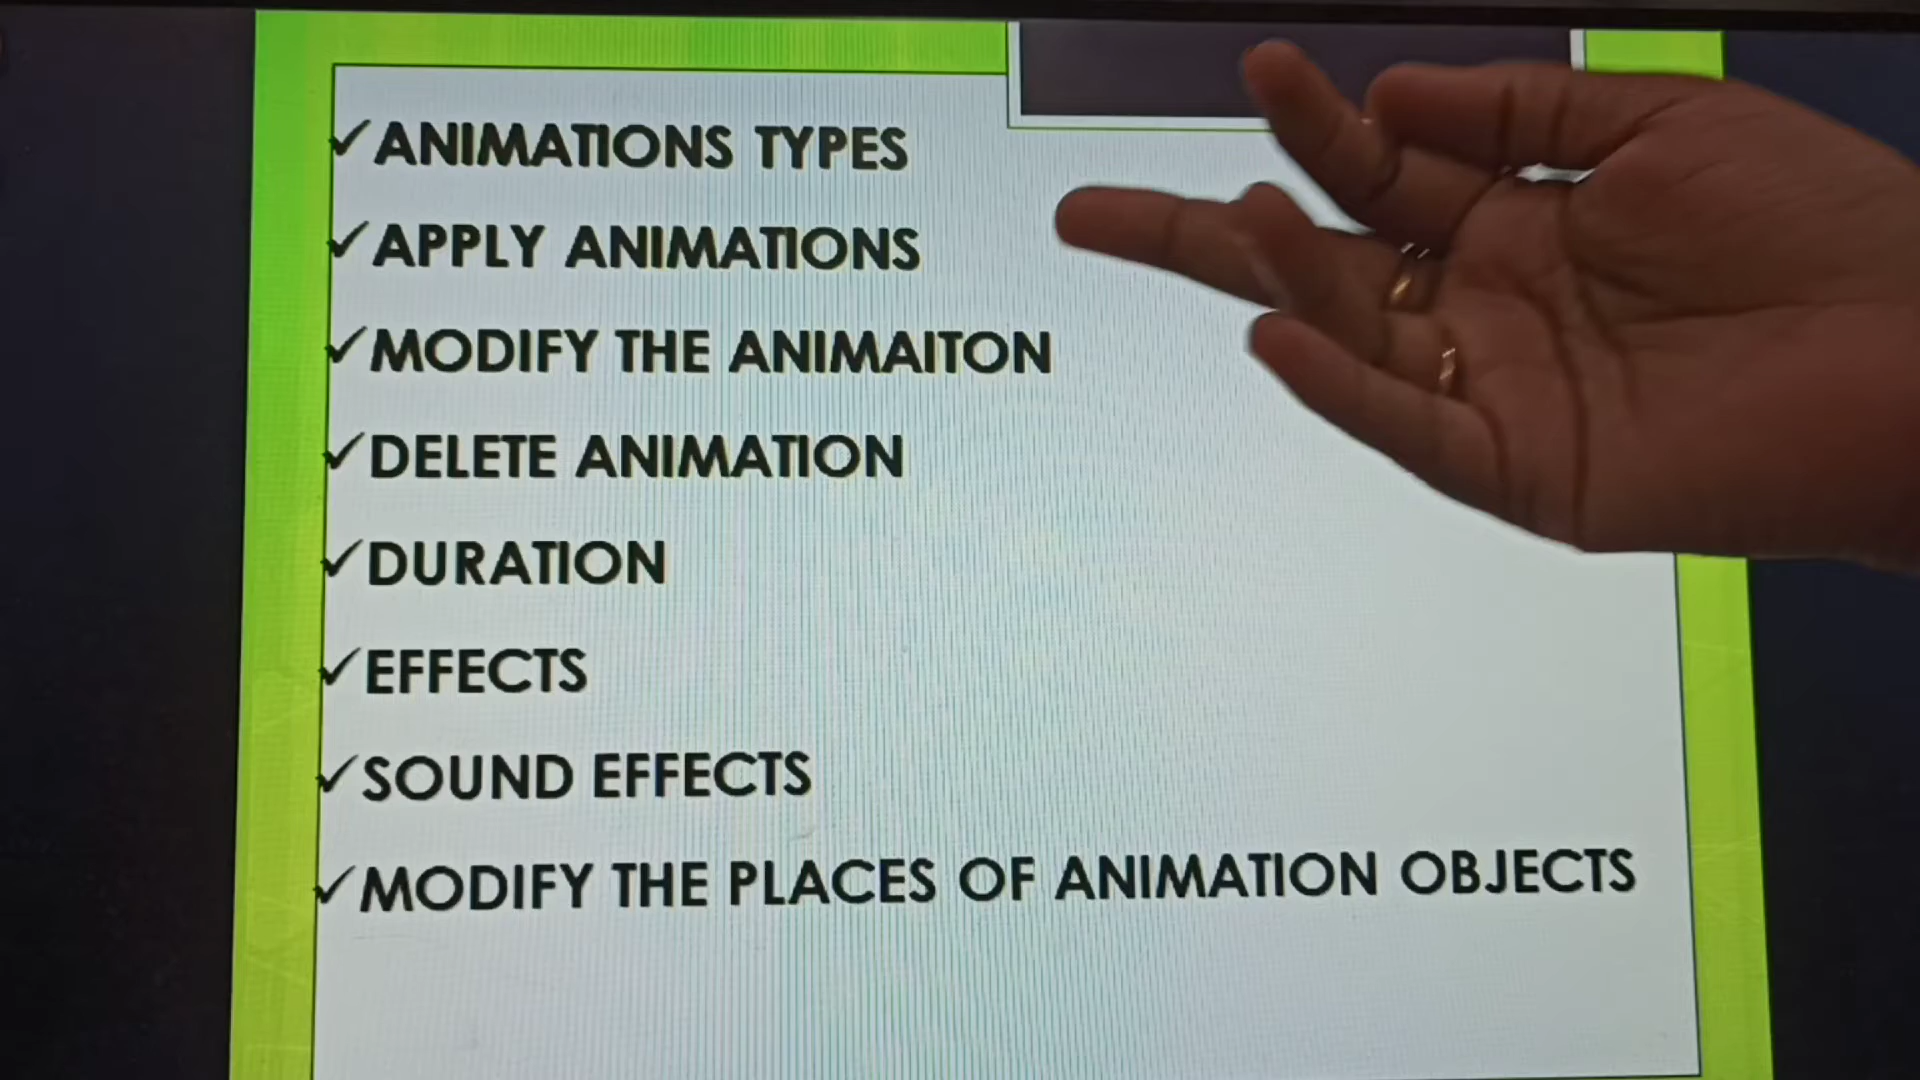 ANIMATIONS TYPES
APPLY ANIMATIONS
MODIFY THE ANIMAITON
DELETE ANIMATION
DURATION
EFFECTS
SOUND EFFECTS
MODIFY THE PLACES OF ANIMATION OBJECTS